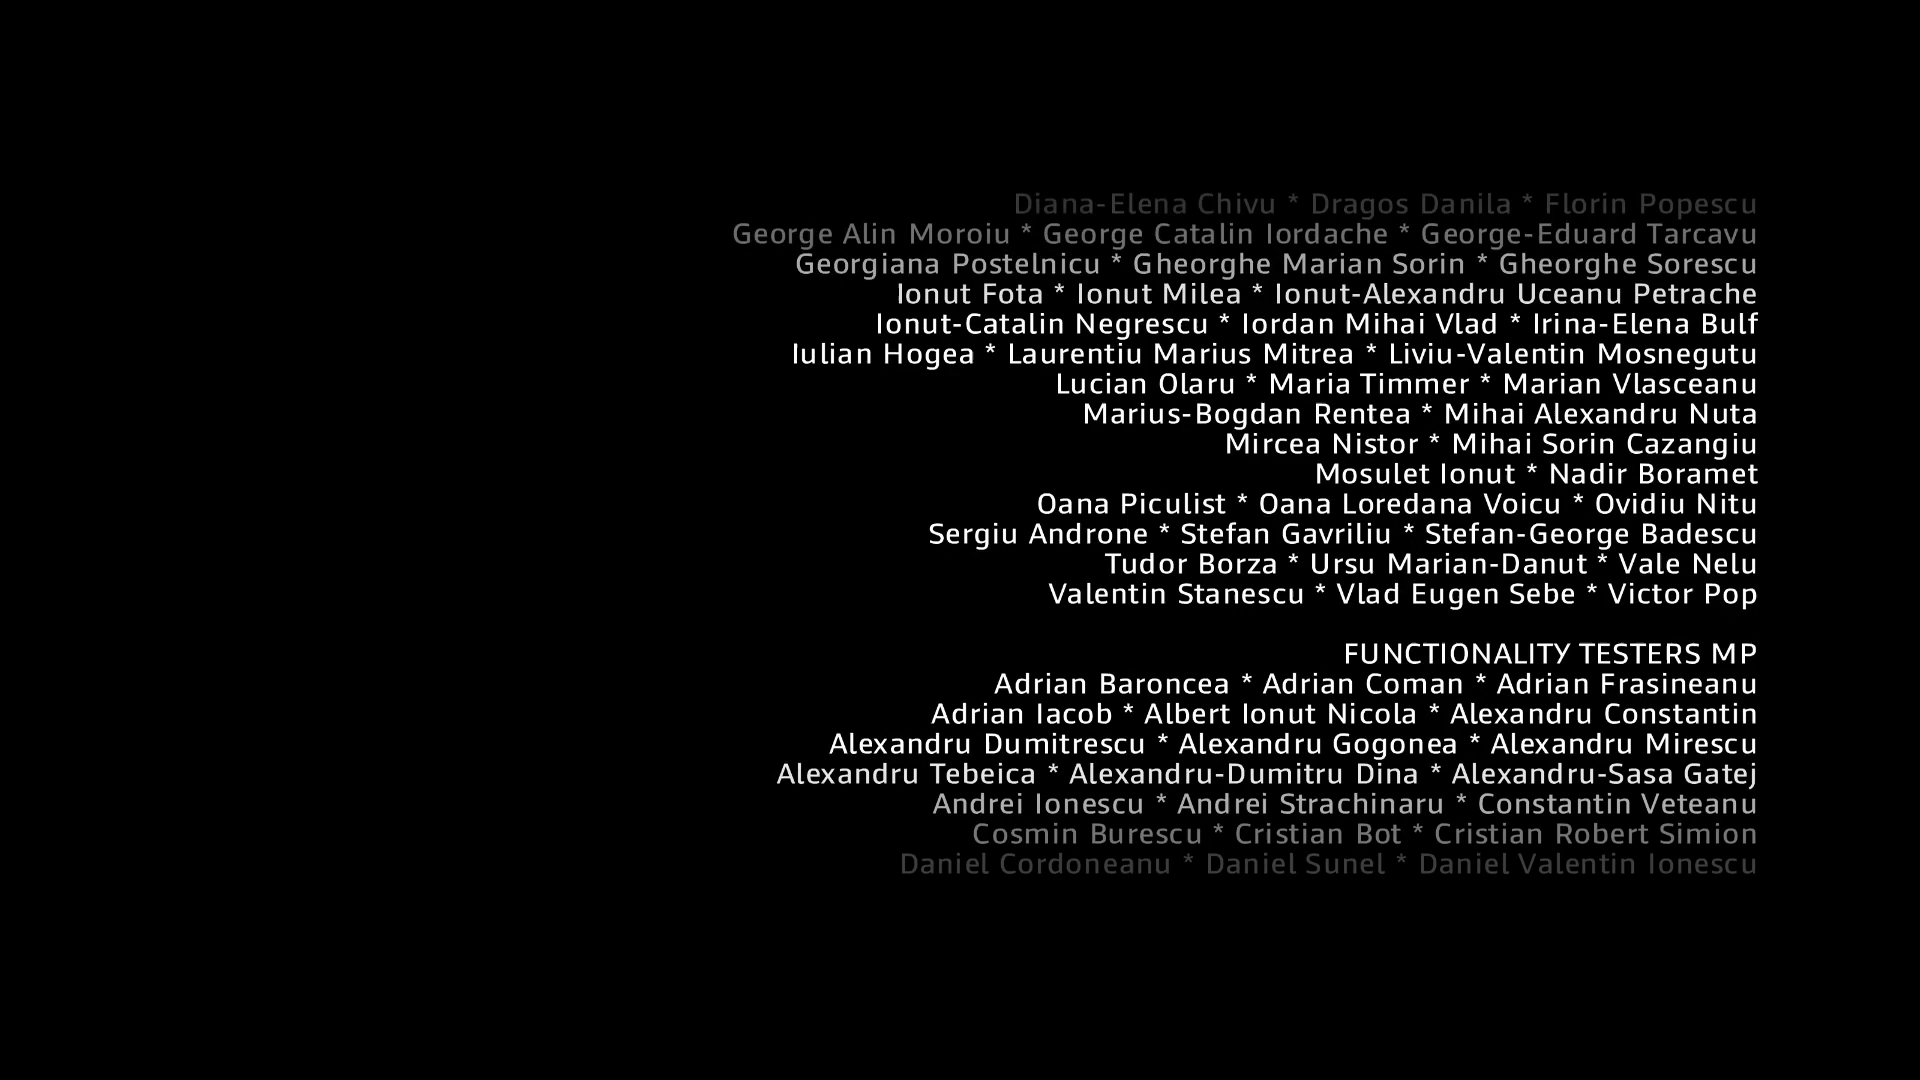 Diana-Elena Chivu * Dragos Danila * Florin Popescu
George Alin Moroiu * George Catalin Iordache * George-Eduard Tarcavu
Georgiana Postelnicu * Gheorghe Marian Sorin * Gheorghe Sorescu
Ionut Fota * Ionut Milea * Ionut-Alexandru Uceanu Petrache
Ionut-Catalin Negrescu * Iordan Mihai Vlad * Irina-Elena Bulf
Iulian Hogea * Laurentiu Marius Mitrea * Liviu-Valentin Mosnegutu
Lucian Olaru * Maria Timmer * Marian Vlasceanu
Marius-Bogdan Rentea * Mihai Alexandru Nuta
Mircea Nistor * Mihai Sorin Cazangiu
Mosulet Ionut * Nadir Boramet
Oana Piculist * Oana Loredana Voicu * Ovidiu Nitu
Sergiu Androne * Stefan Gavriliu * Stefan-George Badescu
Tudor Borza * Ursu Marian-Danut * Vale Nelu
Valentin Stanescu * Vlad Eugen Sebe * Victor Pop
FUNCTIONALITY TESTERS MP
Adrian Baroncea * Adrian Coman * Adrian Frasineanu
Adrian Iacob * Albert Ionut Nicola * Alexandru Constantin
Alexandru Dumitrescu * Alexandru Gogonea * Alexandru Mirescu
Alexandru Tebeica * Alexandru-Dumitru Dina * Alexandru-Sasa Gatej
Andrei Ionescu * Andrei Strachinaru * Constantin Veteanu
Cosmin Burescu * Cristian Bot * Cristian Robert Simion
Daniel Cordoneanu * Daniel Sunel * Daniel Valentin Ionescu